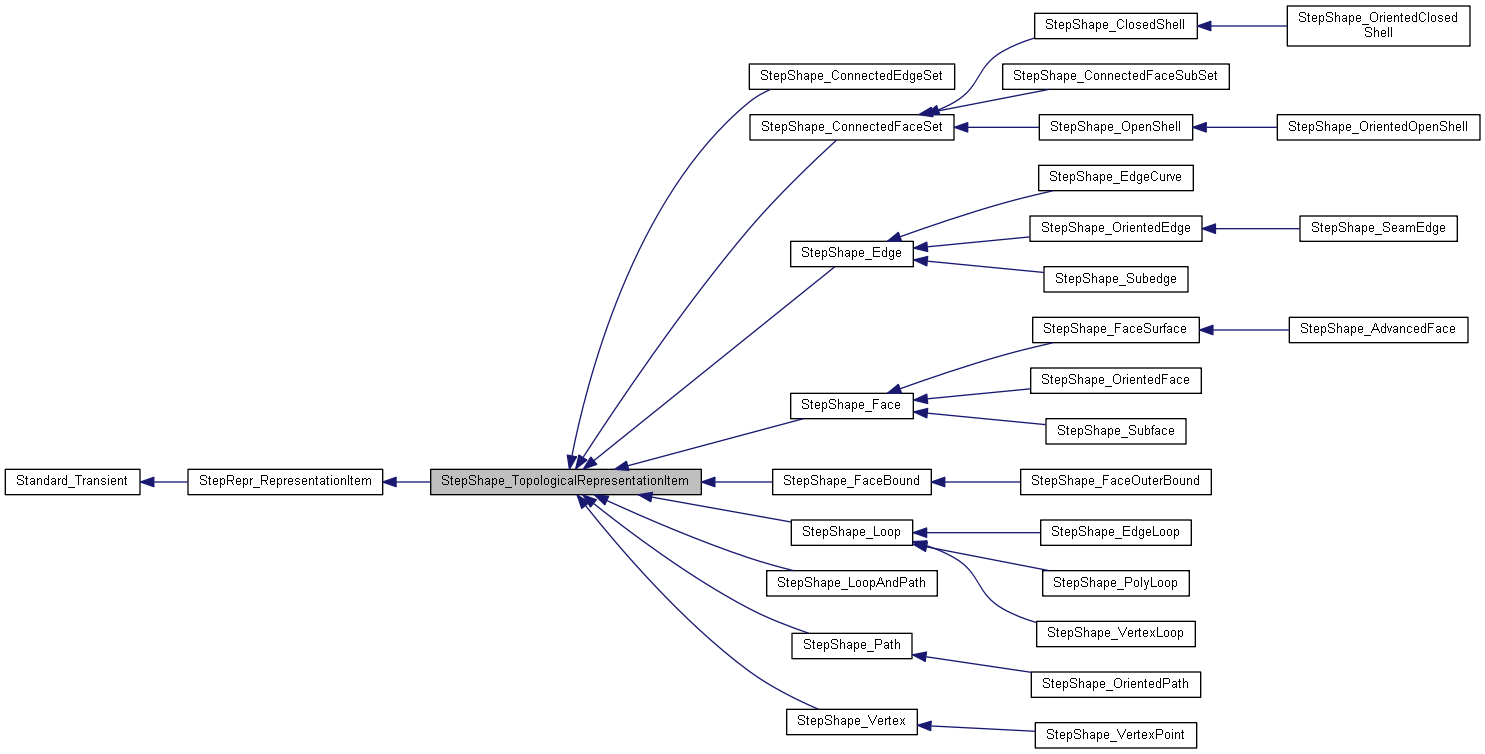 StepShape_ClosedShell
StepShape_OrientedClosed
Shell
StepShape_ConnectedEdgeSet
StepShape_ConnectedFaceSubSet
StepShape_ConnectedFaceSet
StepShape_OpenShell
StepShape_OrientedOpenShell
StepShape_EdgeCurve
StepShape_OrientedEdge
StepShape_SeamEdge
StepShape_Edge
StepShape_Subedge
StepShape_FaceSurface
StepShape_AdvancedFace
StepShape_OrientedFace
StepShape_Face
StepShape_Subface
Standard_Transient
StepRepr_RepresentationItem
StepShape_TopologicalRepresentationItem
StepShape_FaceBound
StepShape_FaceOuterBound
StepShape_Loop
StepShape_EdgeLoop
StepShape_LoopAndPath
StepShape_PolyLoop
StepShape_VertexLoop
StepShape_Path
StepShape_OrientedPath
StepShape_Vertex
StepShape_VertexPoint